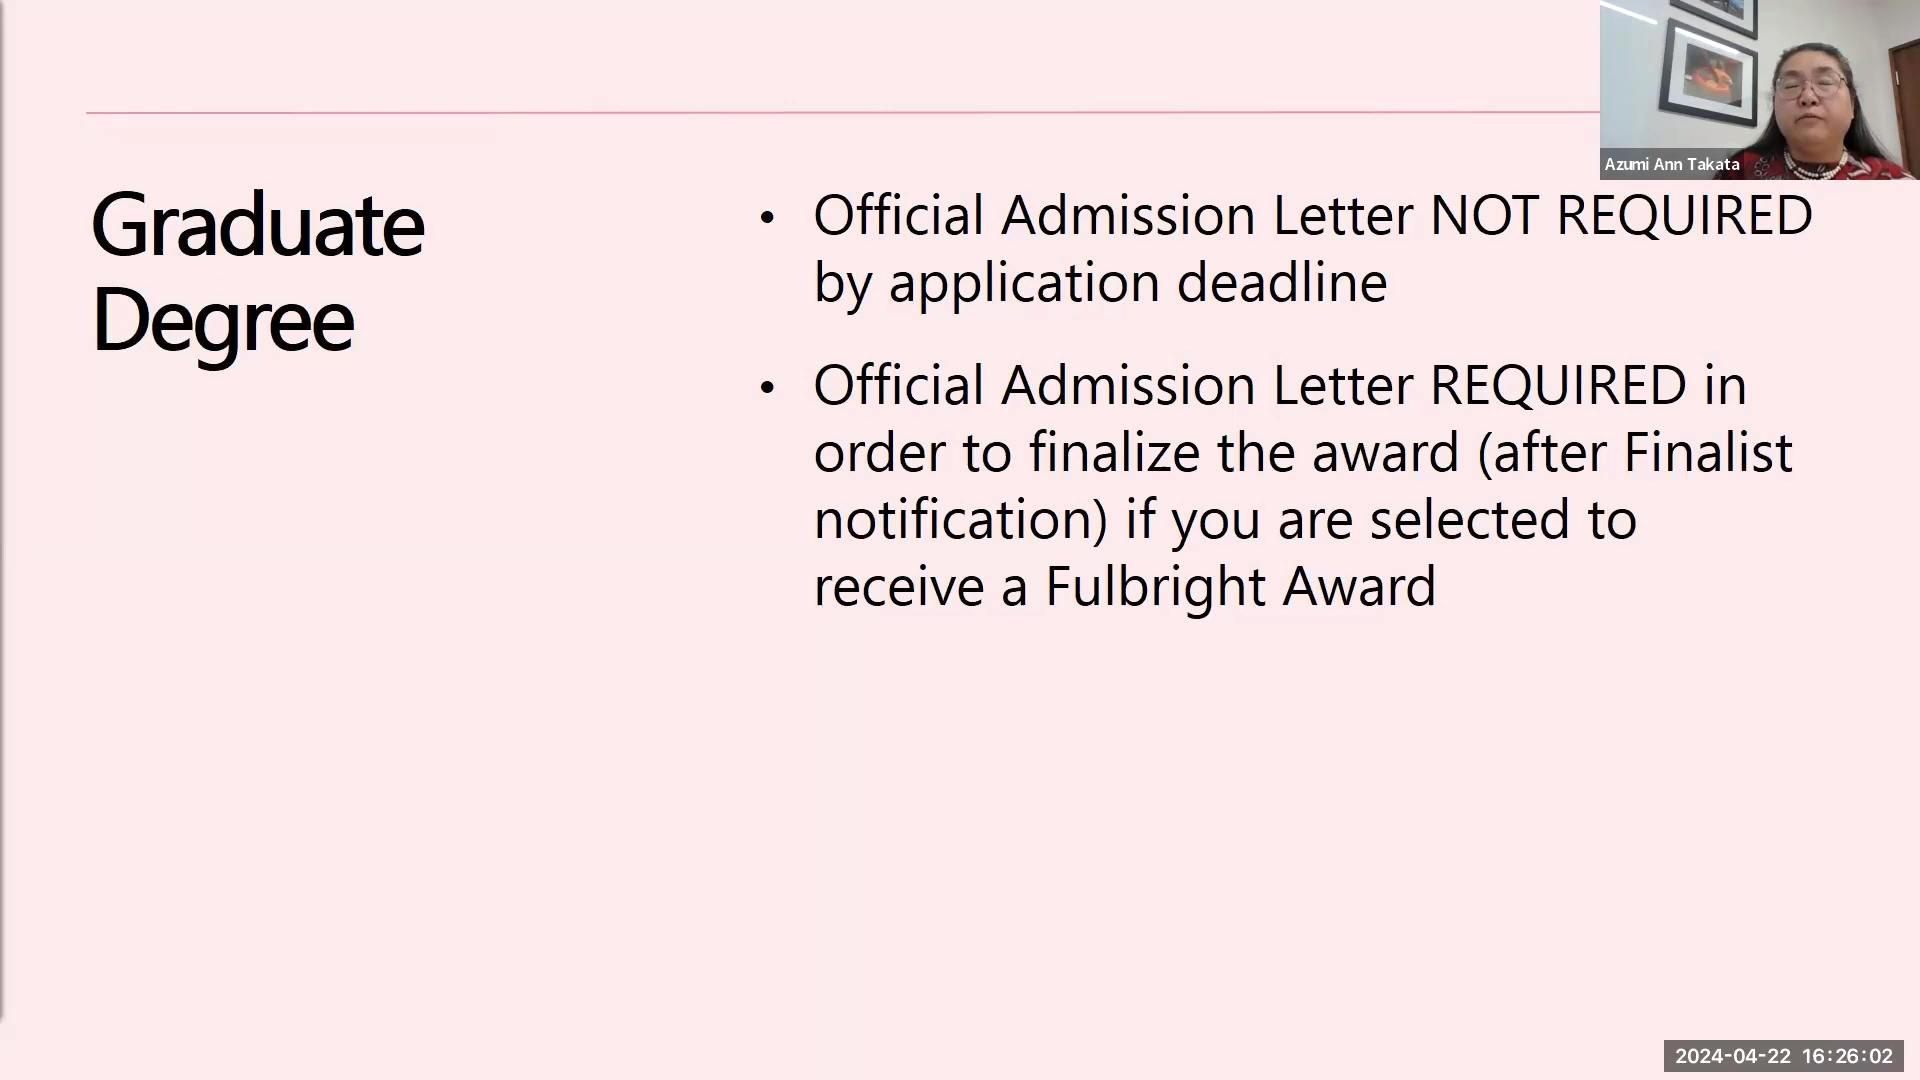 Azumi Ann Takata
Graduate
Degree
• Official Admission Letter NOT REQUIRED
by application deadline
• Official Admission Letter REQUIRED in
order to finalize the award (after Finalist
notification) if you are selected to
receive a Fulbright Award
2024-04-22 16:26:02